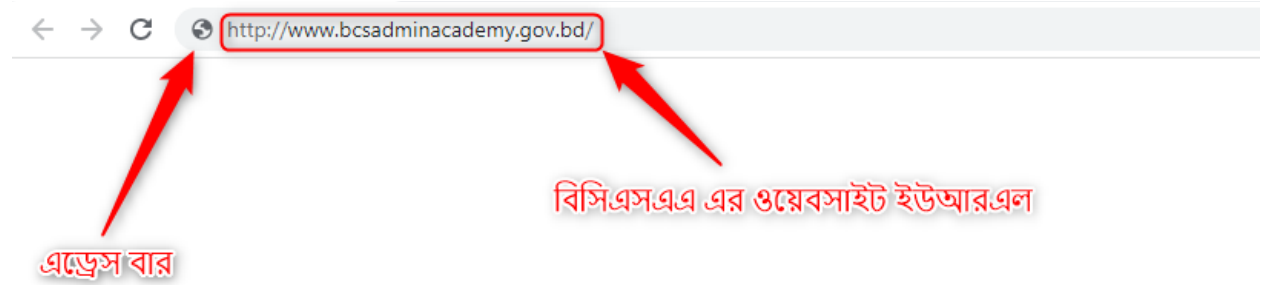 http://www.bcsadminacademy.gov.bd/
বিসিএসএএ এর ওয়েবসাইট ইউআরএল
এড্রেস বার